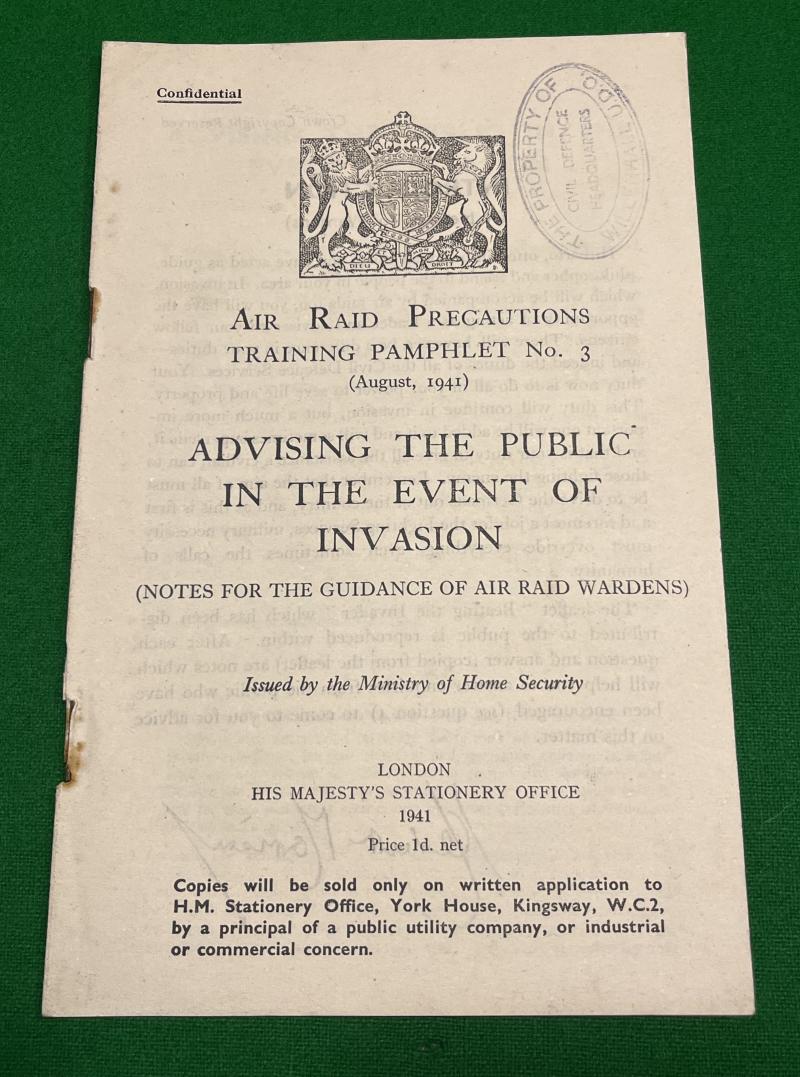 Confidential
THE PROPERTY OF
WILLENHALL U.D.C.
CIVIL DEFENCE
HEADQUARTERS
DIEU ET MON DROIT
AIR RAID PRECAUTIONS
TRAINING PAMPHLET No. 3
(August, 1941)
ADVISING THE PUBLIC
IN THE EVENT OF
INVASION
(NOTES FOR THE GUIDANCE OF AIR RAID WARDENS)
Issued by the Ministry of Home Security
LONDON
HIS MAJESTY'S STATIONERY OFFICE
1941
Price 1d. net
Copies will be sold only on written application to
H.M. Stationery Office, York House, Kingsway, W.C.2,
by a principal of a public utility company, or industrial
or commercial concern.